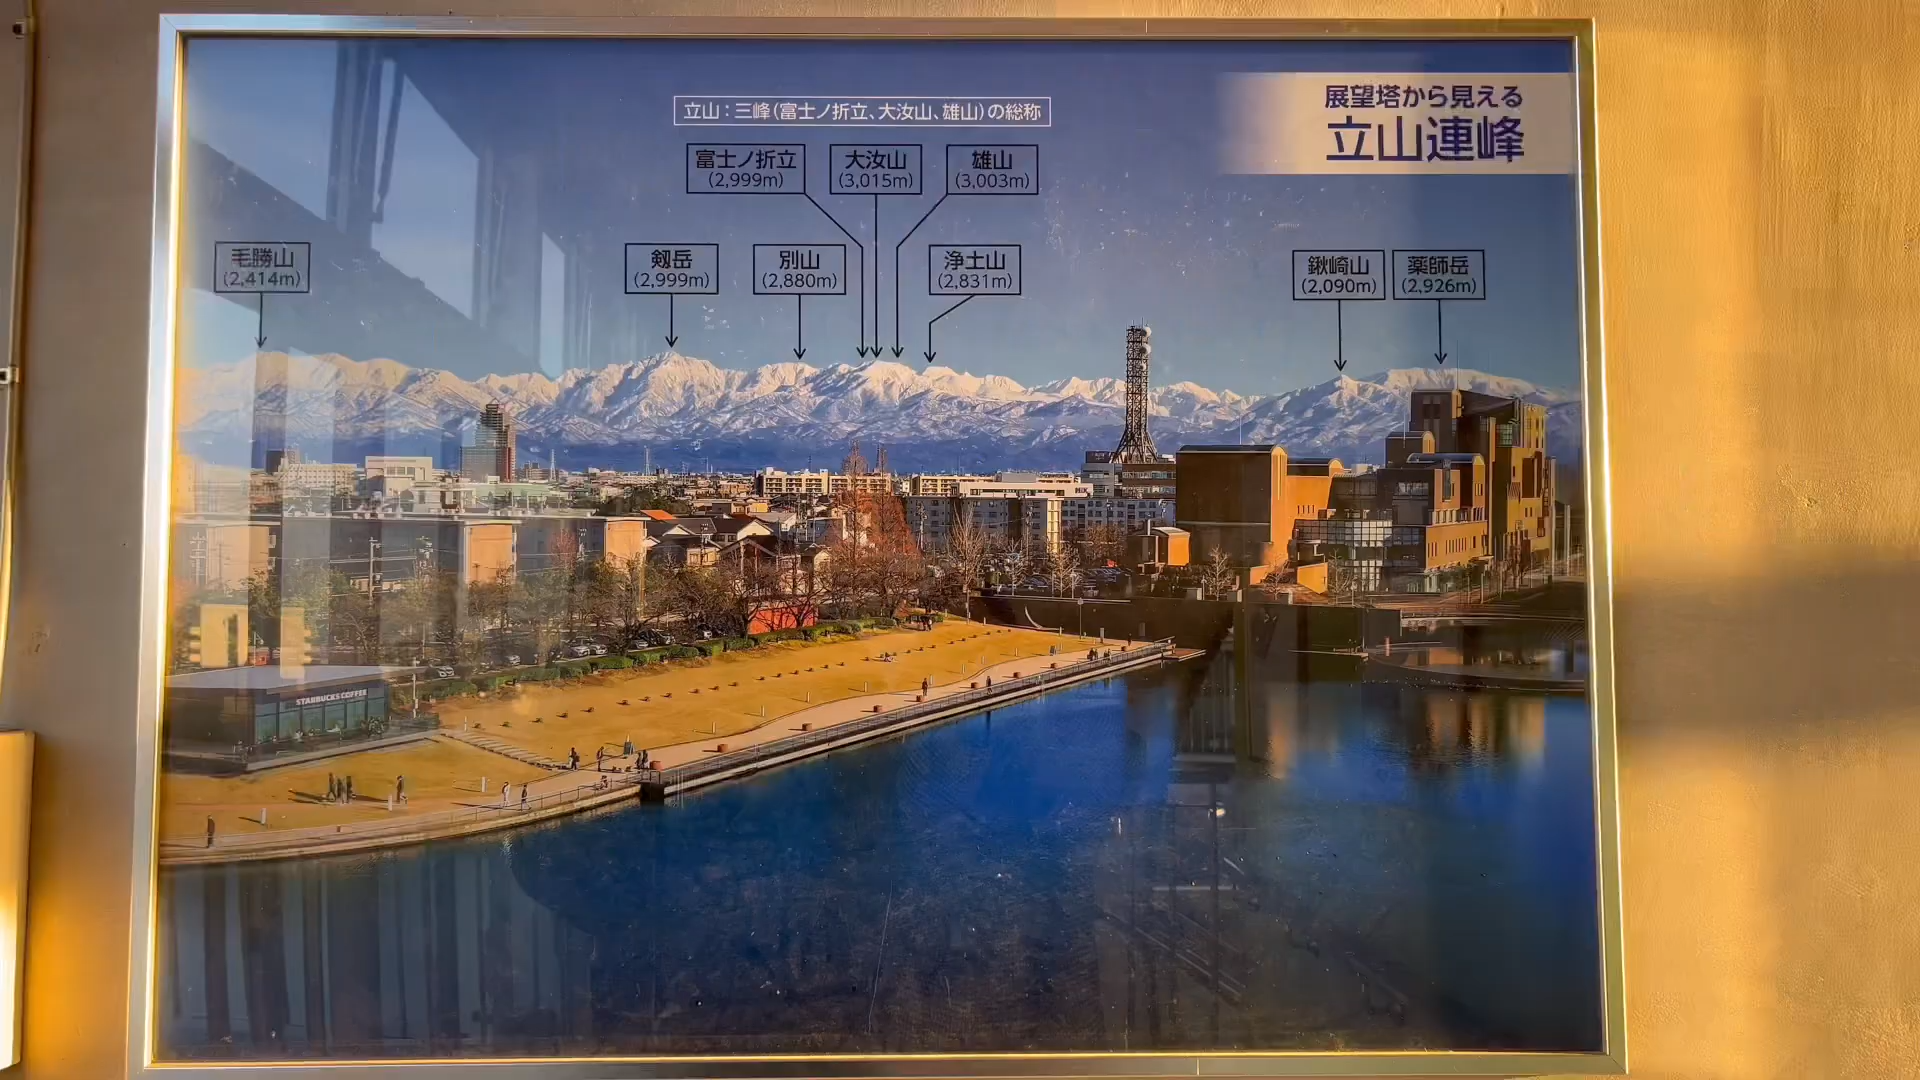 展望塔から見える
立山連峰
立山：三峰（富士ノ折立、大汝山、雄山）の総称
富士ノ折立
(2,999m)
大汝山
(3,015m)
雄山
(3,003m)
毛勝山
(2,414m)
剱岳
(2,999m)
別山
(2,880m)
浄土山
(2,831m)
鍬崎山
(2,090m)
薬師岳
(2,926m)
STARBUCKS COFFEE